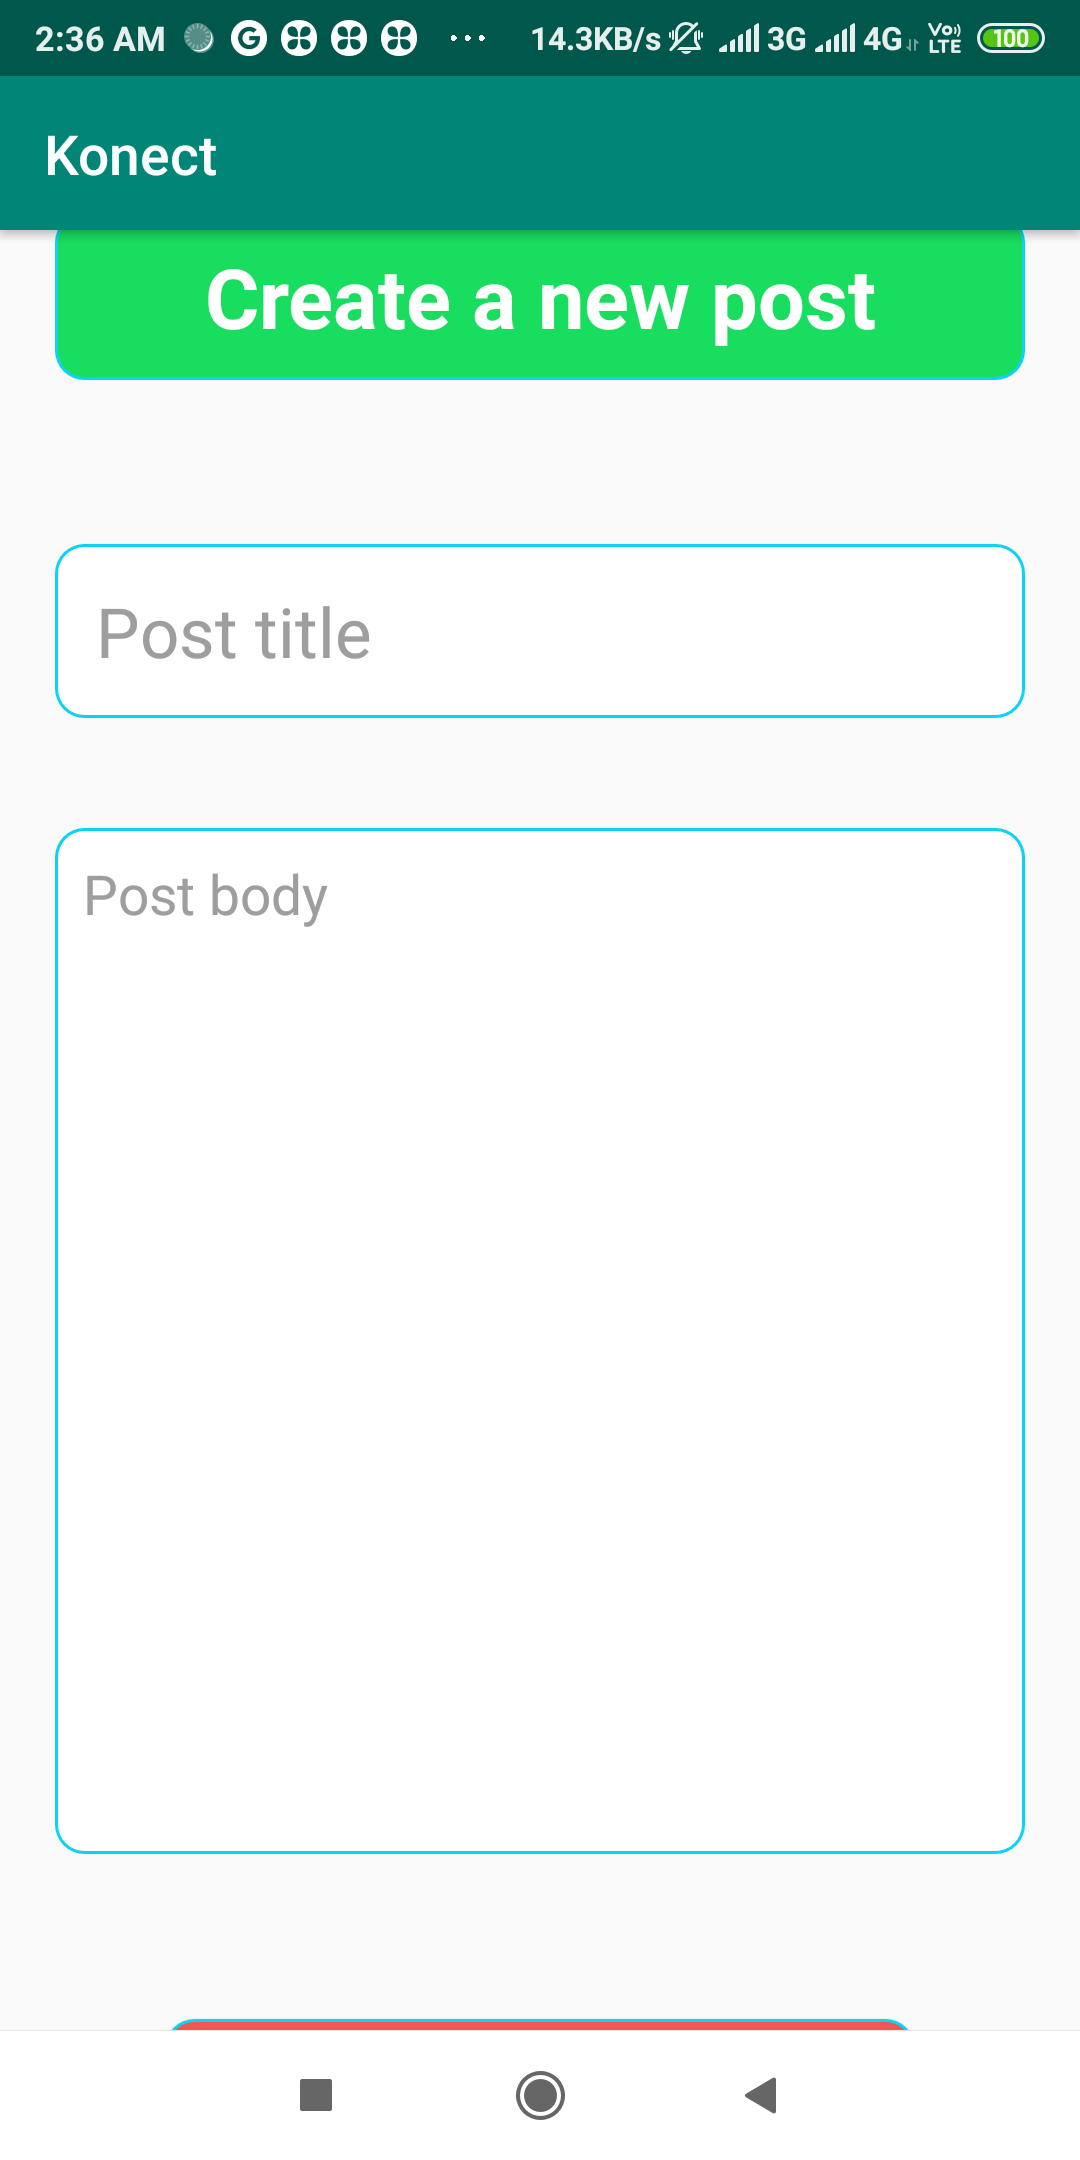 2:36 AM G ... 14.3KB/s 3G 4G Vo) LTE 100
Konect
Create a new post
Post title
Post body